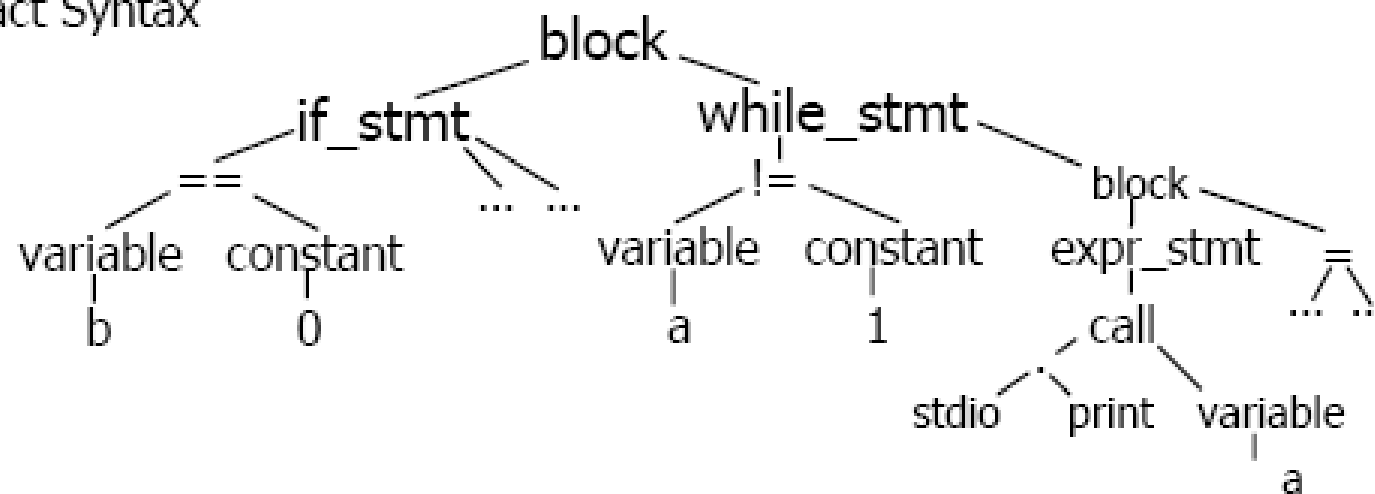 act Syntax
block
if_stmt while_stmt
== ... ... != block
variable constant variable constant expr_stmt =
b 0 a 1 call ... ..
.
stdio print variable
a